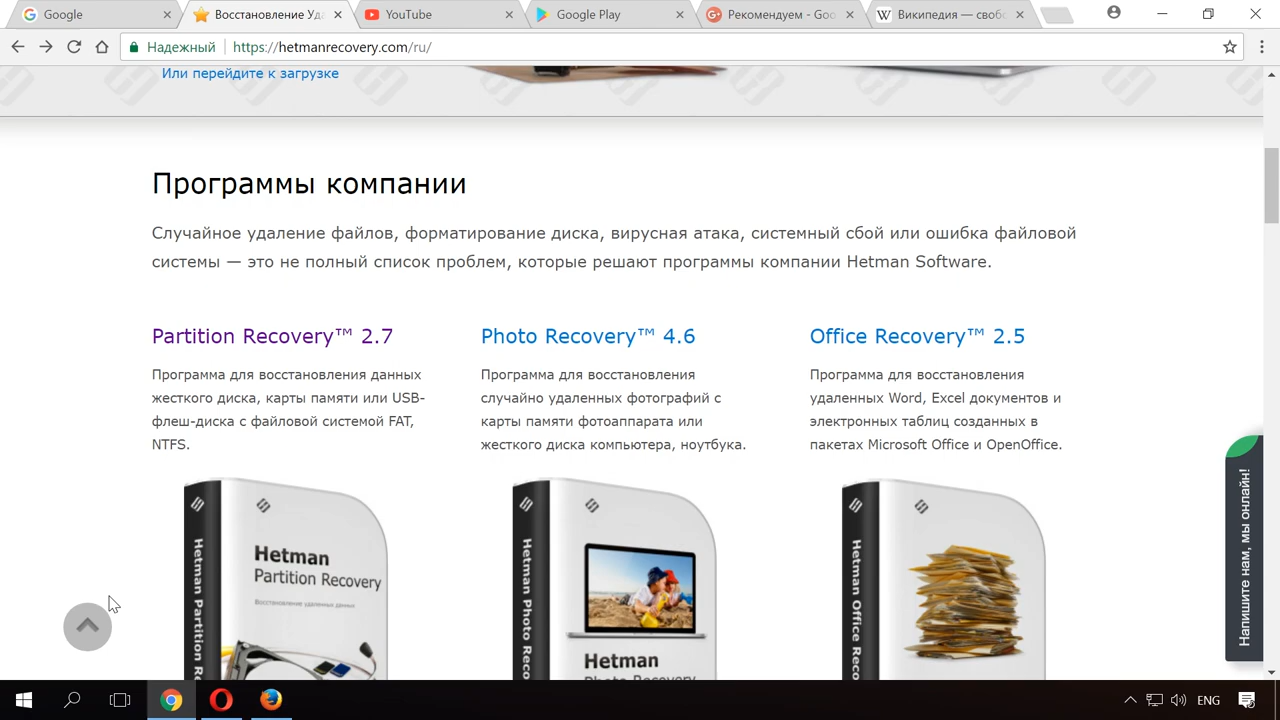 Google
Восстановление Уда
YouTube
Google Play
Рекомендуем - Goo
Википедия — своб
Надежный
https://hetmanrecovery.com/ru/
Или перейдите к загрузке
Программы компании
Случайное удаление файлов, форматирование диска, вирусная атака, системный сбой или ошибка файловой
системы — это не полный список проблем, которые решают программы компании Hetman Software.
Partition Recovery™ 2.7
Программа для восстановления данных
жесткого диска, карты памяти или USB-
флеш-диска с файловой системой FAT,
NTFS.
Photo Recovery™ 4.6
Программа для восстановления
случайно удаленных фотографий с
карты памяти фотоаппарата или
жесткого диска компьютера, ноутбука.
Office Recovery™ 2.5
Программа для восстановления
удаленных Word, Excel документов и
электронных таблиц созданных в
пакетах Microsoft Office и OpenOffice.
Hetman Partition Re
Hetman
Partition Recovery
Восстановление удаленных данных
Hetman Photo Reco
Hetman
Photo Recovery
Hetman Office Reco
Напишите нам, мы онлайн!
ENG